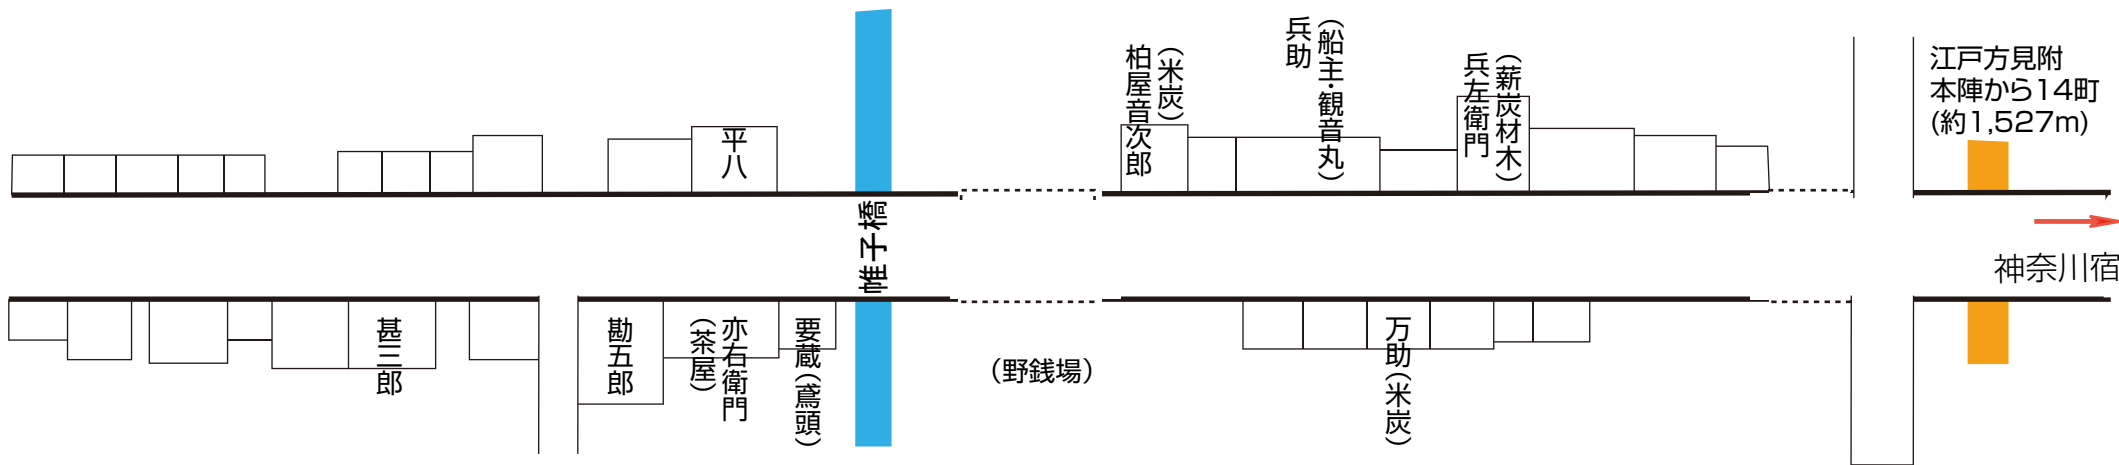 平八
帷子橋
柏屋音次郎
（米炭）
兵助
（船主・観音丸）
兵左衛門
（薪炭材木）
江戸方見附
本陣から14町
(約1,527m)
神奈川宿
甚三郎
勘五郎
亦右衛門
（茶屋）
要蔵（鳶頭）
（野銭場）
万助（米炭）